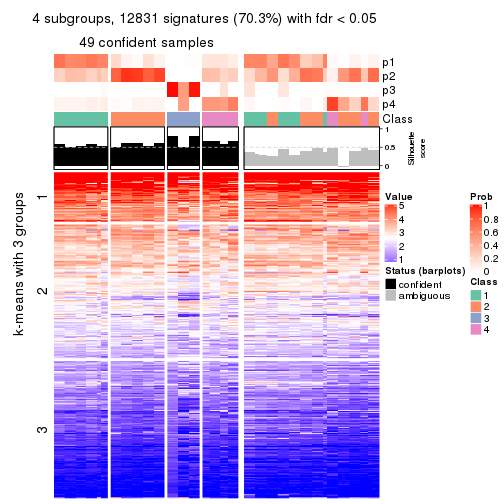 4 subgroups, 12831 signatures (70.3%) with fdr < 0.05
49 confident samples
p1
p2
p3
p4
Class
1
0.5
0
Silhouette
score
k-means with 3 groups
1
2
3
Value
5
4
3
2
1
Status (barplots)
confident
ambiguous
Prob
1
0.8
0.6
0.4
0.2
0
Class
1
2
3
4